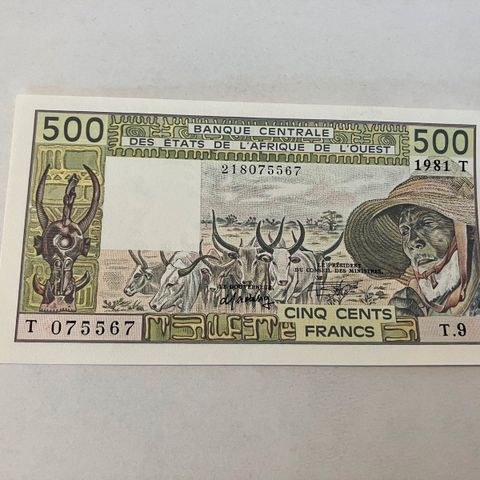 500
BANQUE CENTRALE
DES ÉTATS DE L'AFRIQUE DE L'OUEST
500
1981 T
218075567
LE PRÉSIDENT
DU CONSEIL DES MINISTRES,
LE GOUVERNEUR,
CINQ CENTS
FRANCS
T 075567
T.9